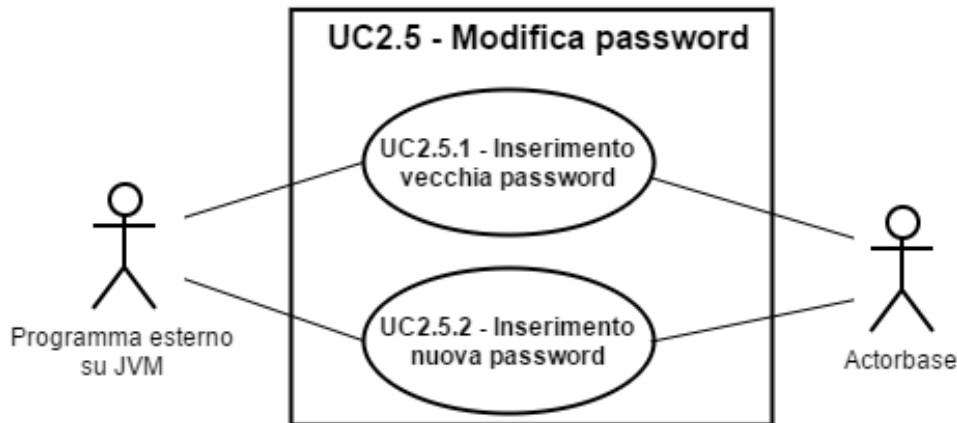 UC2.5 - Modifica password
UC2.5.1 - Inserimento
vecchia password
UC2.5.2 - Inserimento
nuova password
Programma esterno
su JVM
Actorbase